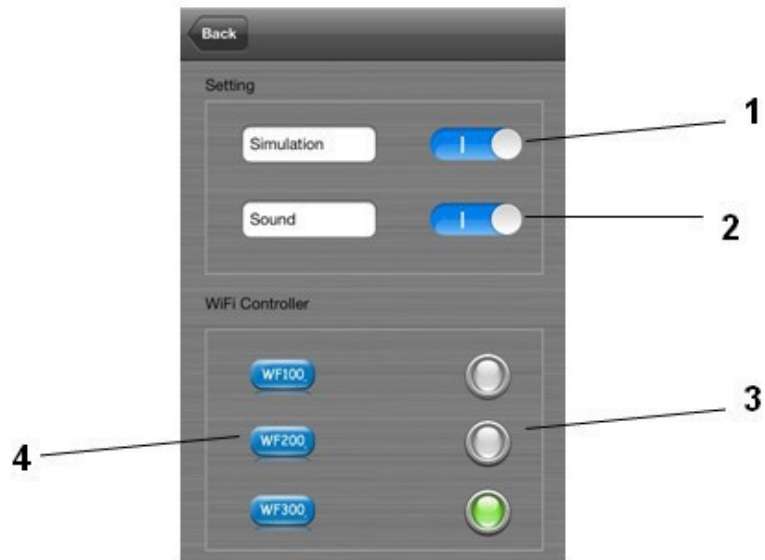 Back
Setting
Simulation
1
Sound
2
WiFi Controller
WF100
3
WF200
4
WF300